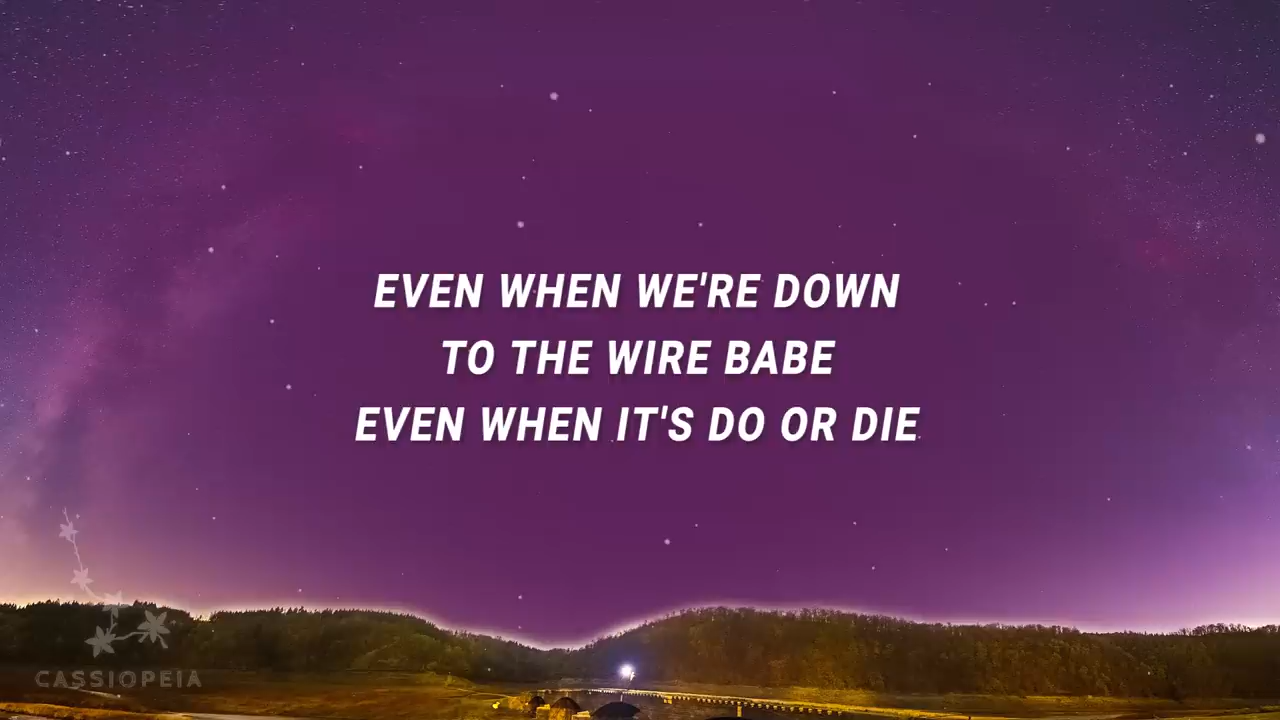 EVEN WHEN WE'RE DOWN
TO THE WIRE BABE
EVEN WHEN IT'S DO OR DIE
CASSIOPEIA